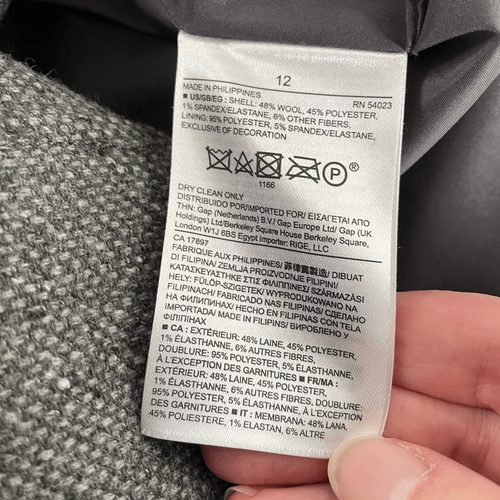 12
MADE IN PHILIPPINES RN 54023
■ US/GB/EG : SHELL: 48% WOOL, 45% POLYESTER,
1% SPANDEX/ELASTANE, 6% OTHER FIBERS,
LINING: 95% POLYESTER, 5% SPANDEX/ELASTANE,
EXCLUSIVE OF DECORATION
P ®
1166
DRY CLEAN ONLY
DISTRIBUIDO POR/IMPORTED FOR/ ΕΙΣΑΓΕΤΑΙ ΑΠΟ
ΤΗΝ: Gap (Netherlands) B.V./ Gap Europe Ltd/ Gap (UK
Holdings) Ltd/Berkeley Square House Berkeley Square,
London W1J 6BS Egypt Importer: RIGE, LLC
CA 17897
FABRIQUE AUX PHILIPPINES/ 菲律賓製造/ DIBUAT
DI FILIPINA/ ZEMLJA PROIZVODNJE FILIPINI/
ΚΑΤΑΣΚΕΥΑΣΤΗΚΕ ΣΤΙΣ ΦΙΛΙΠΠΙΝΕΣ/ SZÁRMAZÁSI
HELY: FÜLÖP-SZIGETEK/ WYPRODUKOWANO NA
FILIPINACH/ FABRICAT IN FILIPINAS/ СДЕЛАНО
НА ФИЛИПИНАХ/ HECHO EN FILIPINAS CON TELA
IMPORTADA/ MADE IN FILIPINS/ ВИРОБЛЕНО У
ФІЛІПІНАХ
■ CA : EXTÉRIEUR: 48% LAINE, 45% POLYESTER,
1% ÉLASTHANNE, 6% AUTRES FIBRES,
DOUBLURE: 95% POLYESTER, 5% ÉLASTHANNE,
À L'EXCEPTION DES GARNITURES ■ FR/MA :
EXTÉRIEUR: 48% LAINE, 45% POLYESTER,
1% ÉLASTHANNE, 6% AUTRES FIBRES, DOUBLURE:
95% POLYESTER, 5% ÉLASTHANNE, À L'EXCEPTION
DES GARNITURES ■ IT : MEMBRANA: 48% LANA,
45% POLIESTERE, 1% ELASTAN, 6% ALTRE